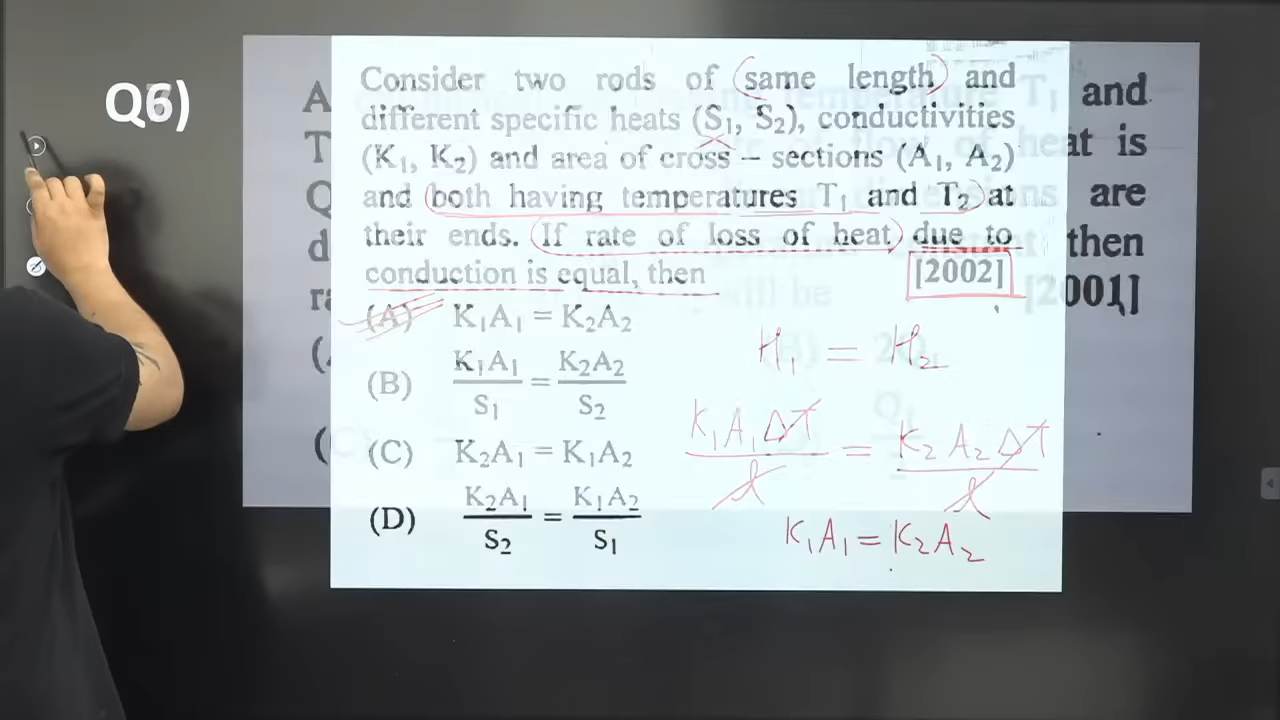 Q6)
Consider two rods of same length and
different specific heats (S₁, S₂), conductivities
(K₁, K₂) and area of cross – sections (A₁, A₂)
and both having temperatures T₁ and T₂ at
their ends. If rate of loss of heat due to
conduction is equal, then
[2002]
(A) K₁A₁ = K₂A₂
(B) K₁A₁/S₁ = K₂A₂/S₂
(C) K₂A₁ = K₁A₂
(D) K₂A₁/S₂ = K₁A₂/S₁
H₁ = H₂
K₁A₁ΔT/l = K₂A₂ΔT/l
K₁A₁ = K₂A₂
and
heat is
are
then
[2001]